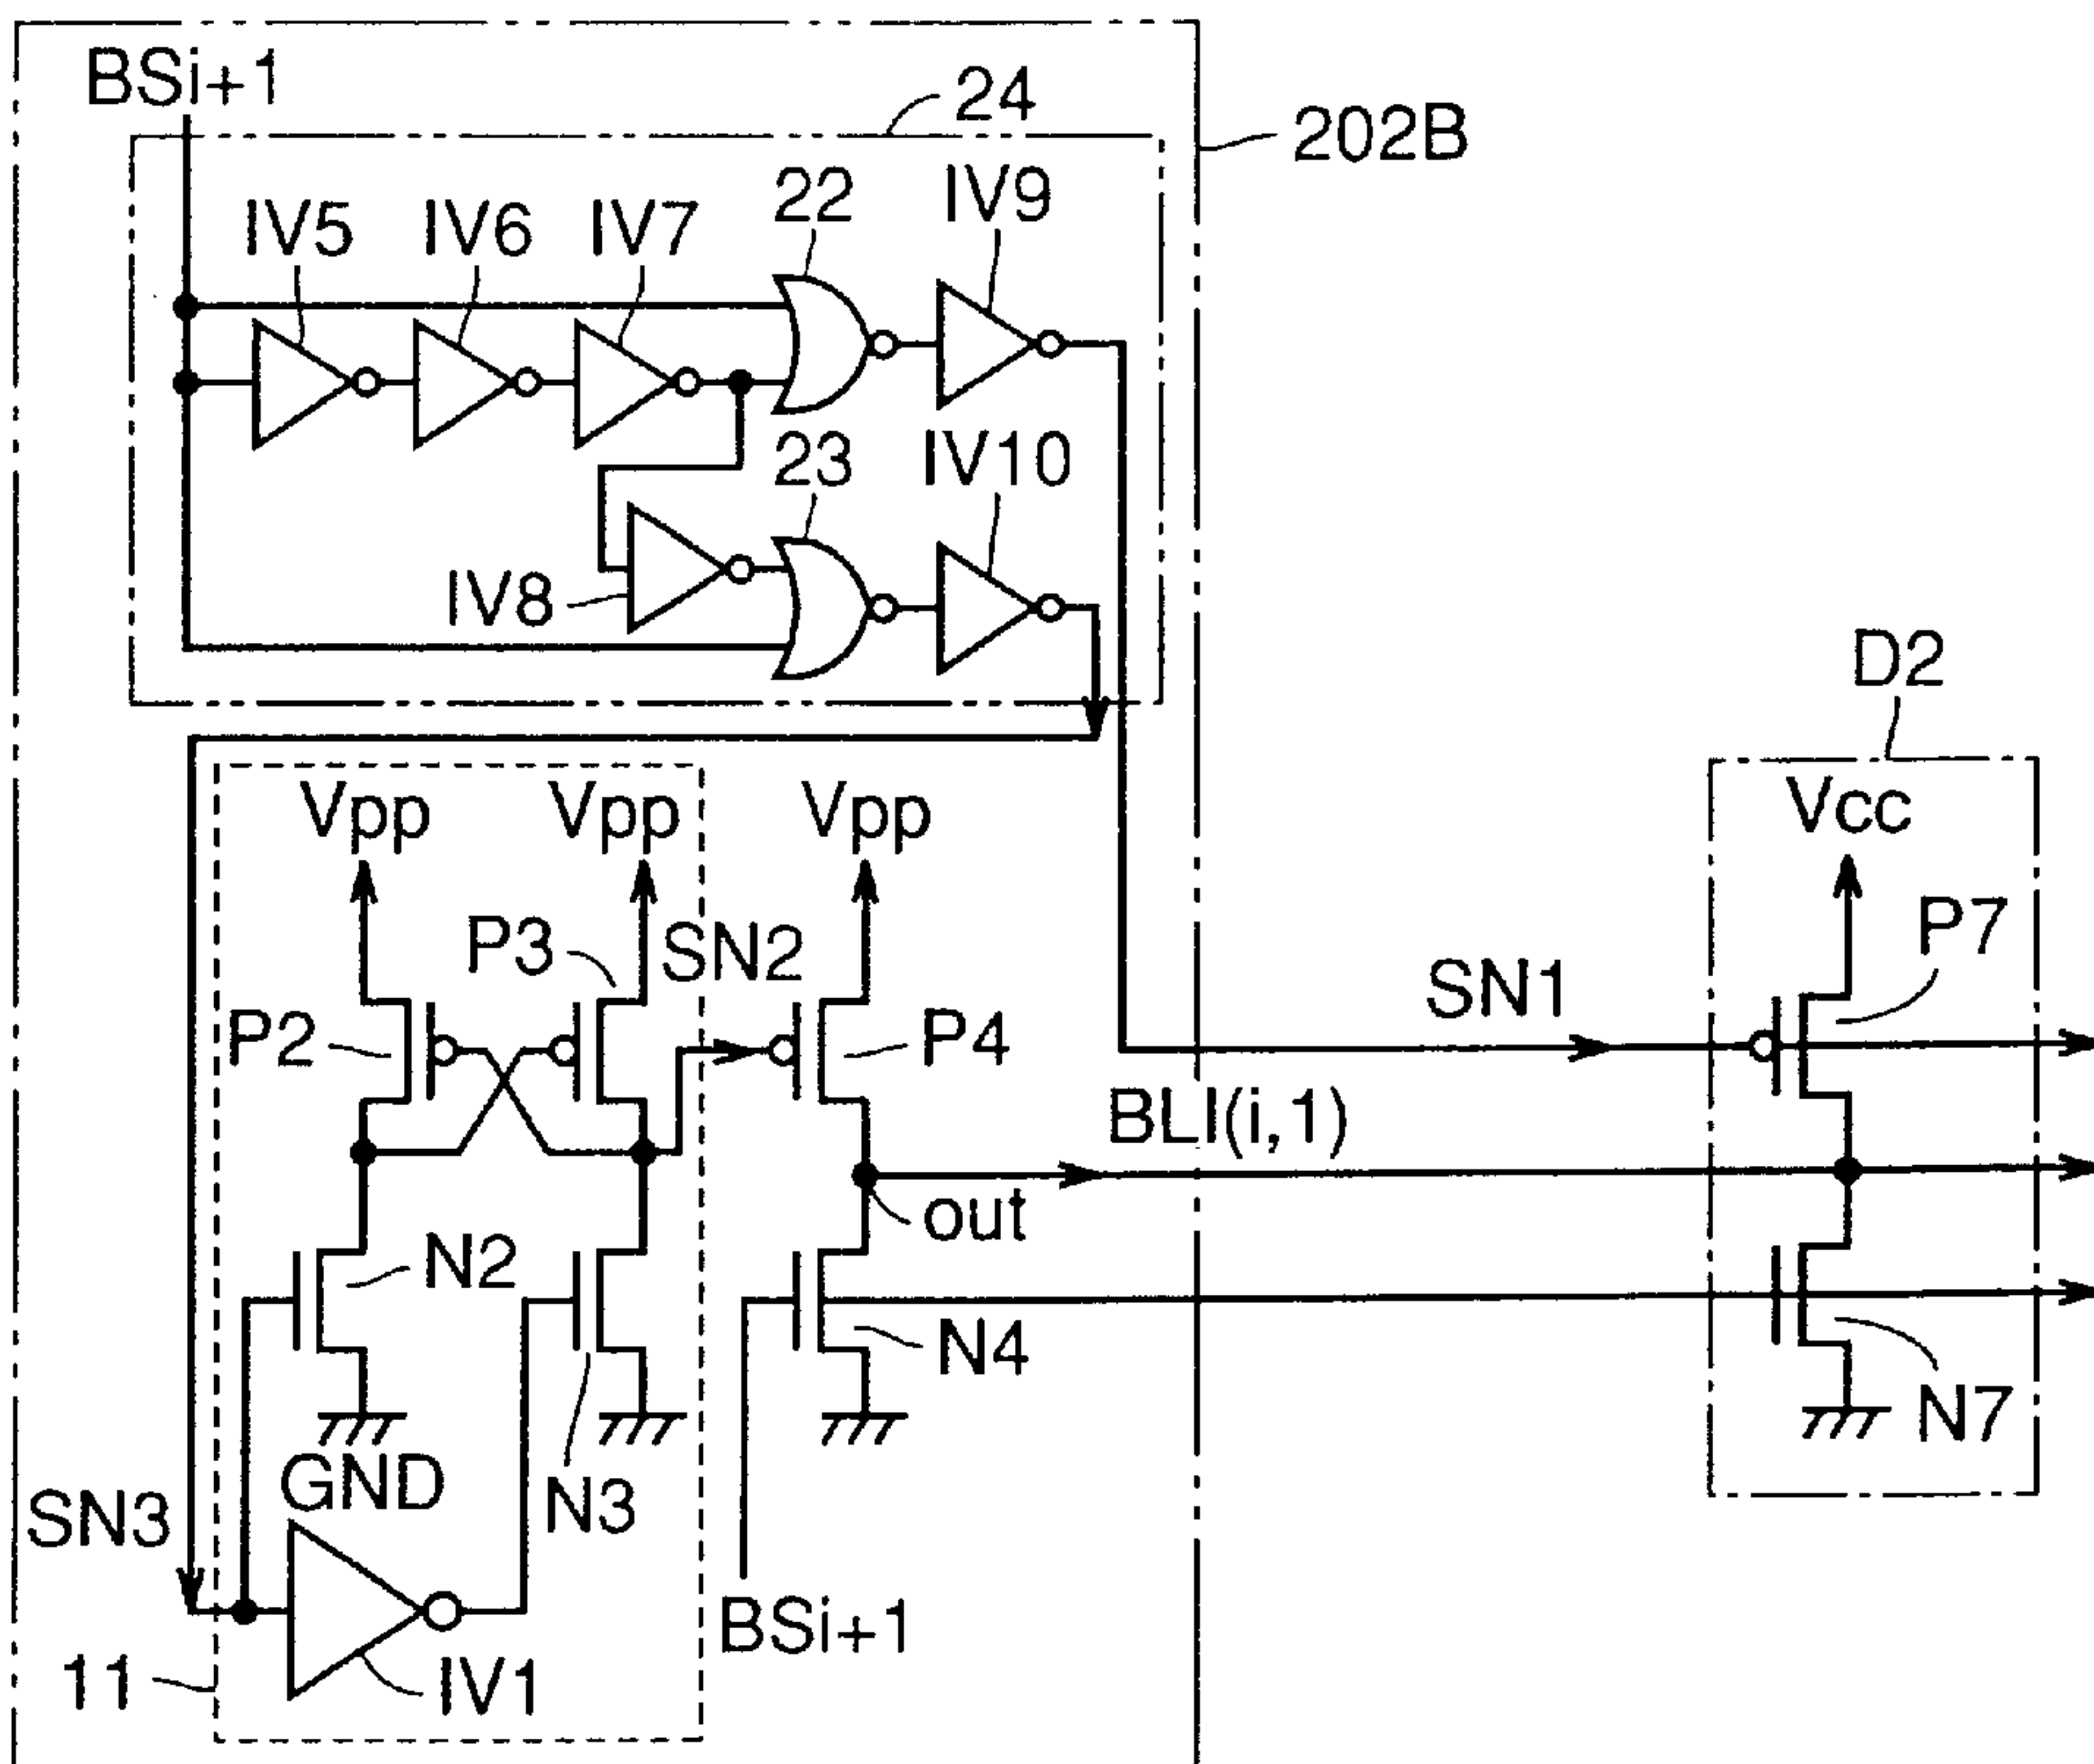 BSi+1
24
202B
IV5
IV6
IV7
22
IV9
23
IV10
IV8
D2
Vpp
Vpp
Vpp
Vcc
P3
SN2
P7
P2
P4
SN1
BLI(i,1)
out
N2
N4
N7
GND
N3
SN3
BSi+1
11
IV1